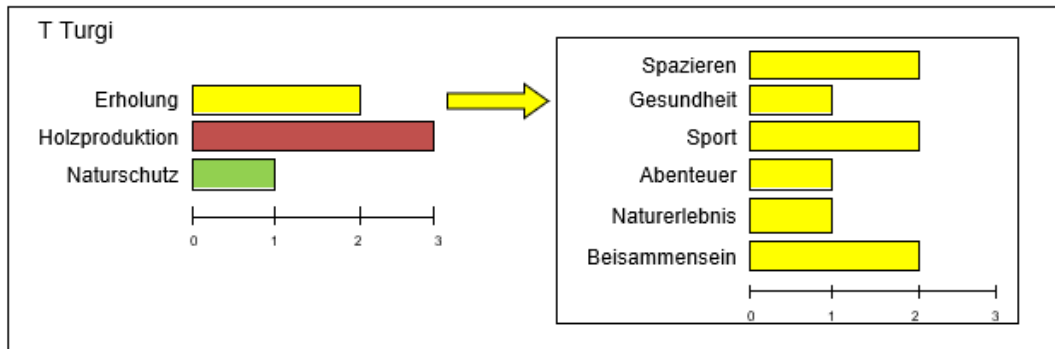 T Turgi
Erholung
Holzproduktion
Naturschutz
0 1 2 3
Spazieren
Gesundheit
Sport
Abenteuer
Naturerlebnis
Beisammensein
0 1 2 3